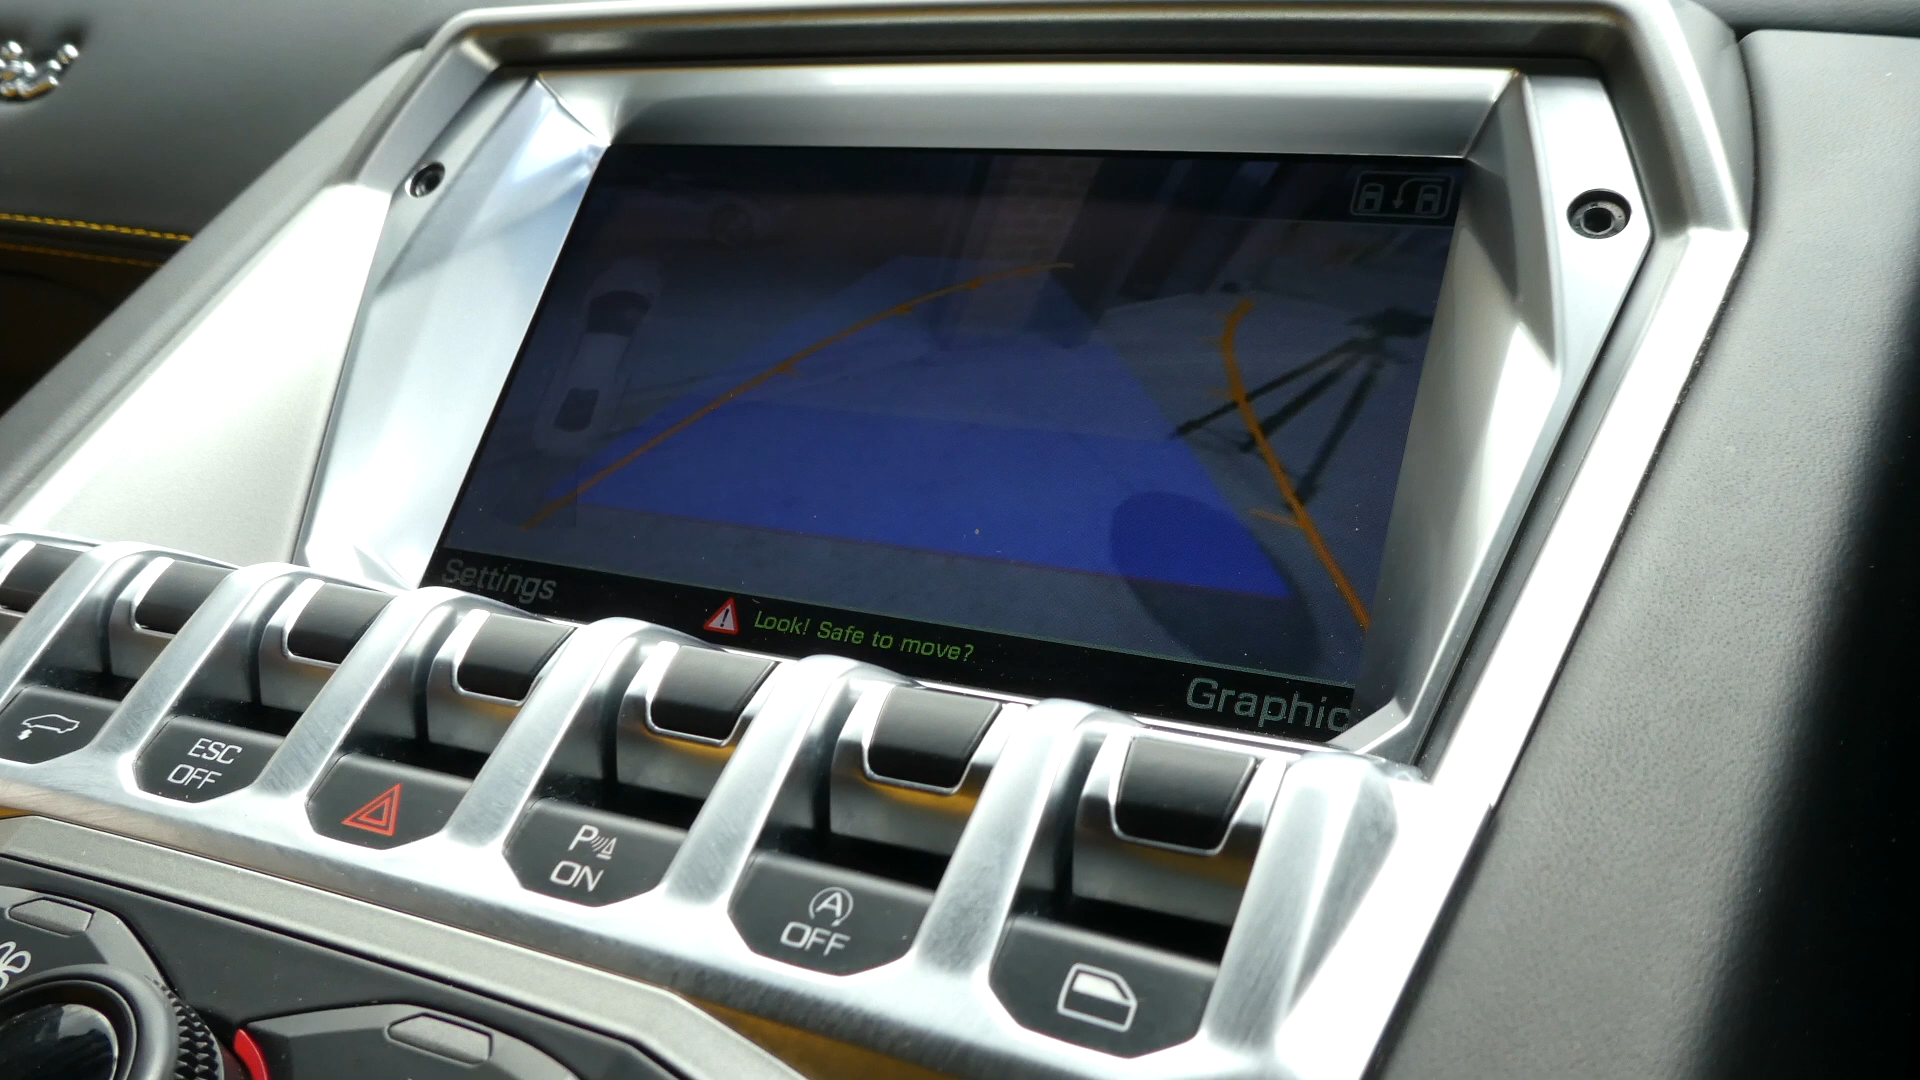 Settings
Look! Safe to move?
Graphic
ESC
OFF
P
ON
A
OFF